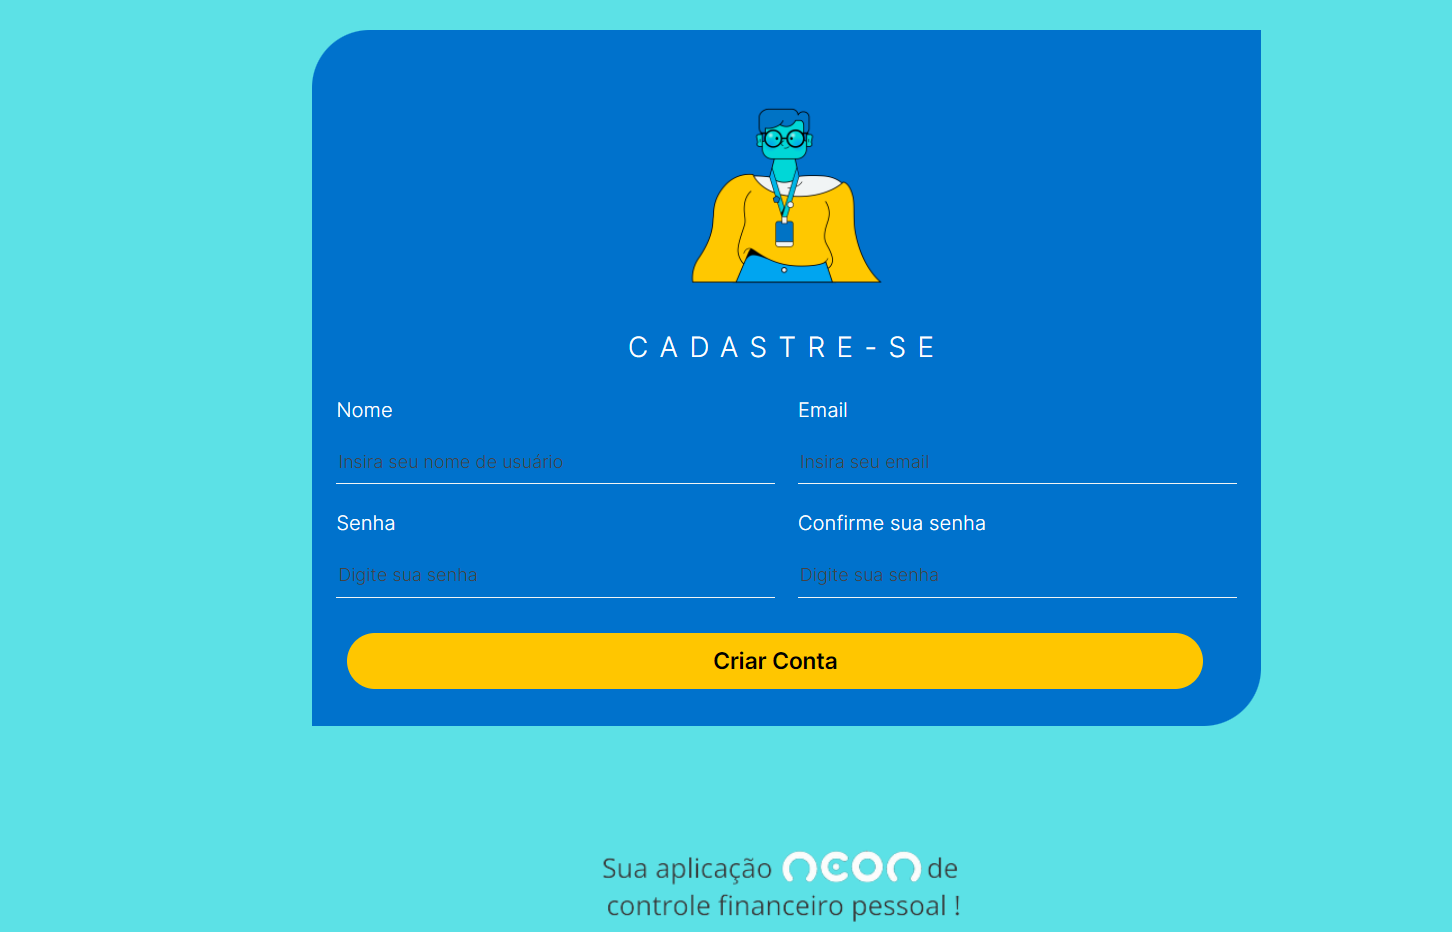 CADASTRE-SE
Nome
Email
Insira seu nome de usuário
Insira seu email
Senha
Confirme sua senha
Digite sua senha
Digite sua senha
Criar Conta
Sua aplicação neon de
controle financeiro pessoal !